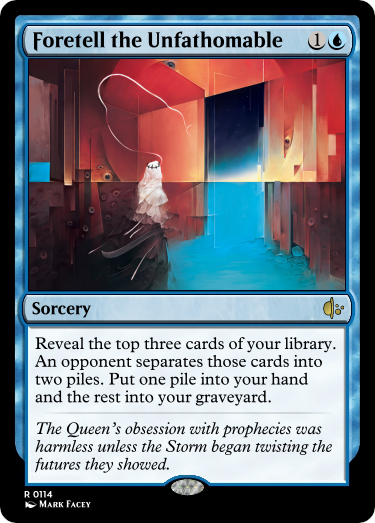 Foretell the Unfathomable 1
Sorcery
Reveal the top three cards of your library.
An opponent separates those cards into
two piles. Put one pile into your hand
and the rest into your graveyard.
The Queen's obsession with prophecies was
harmless unless the Storm began twisting the
futures they showed.
R 0114
Mark Facey